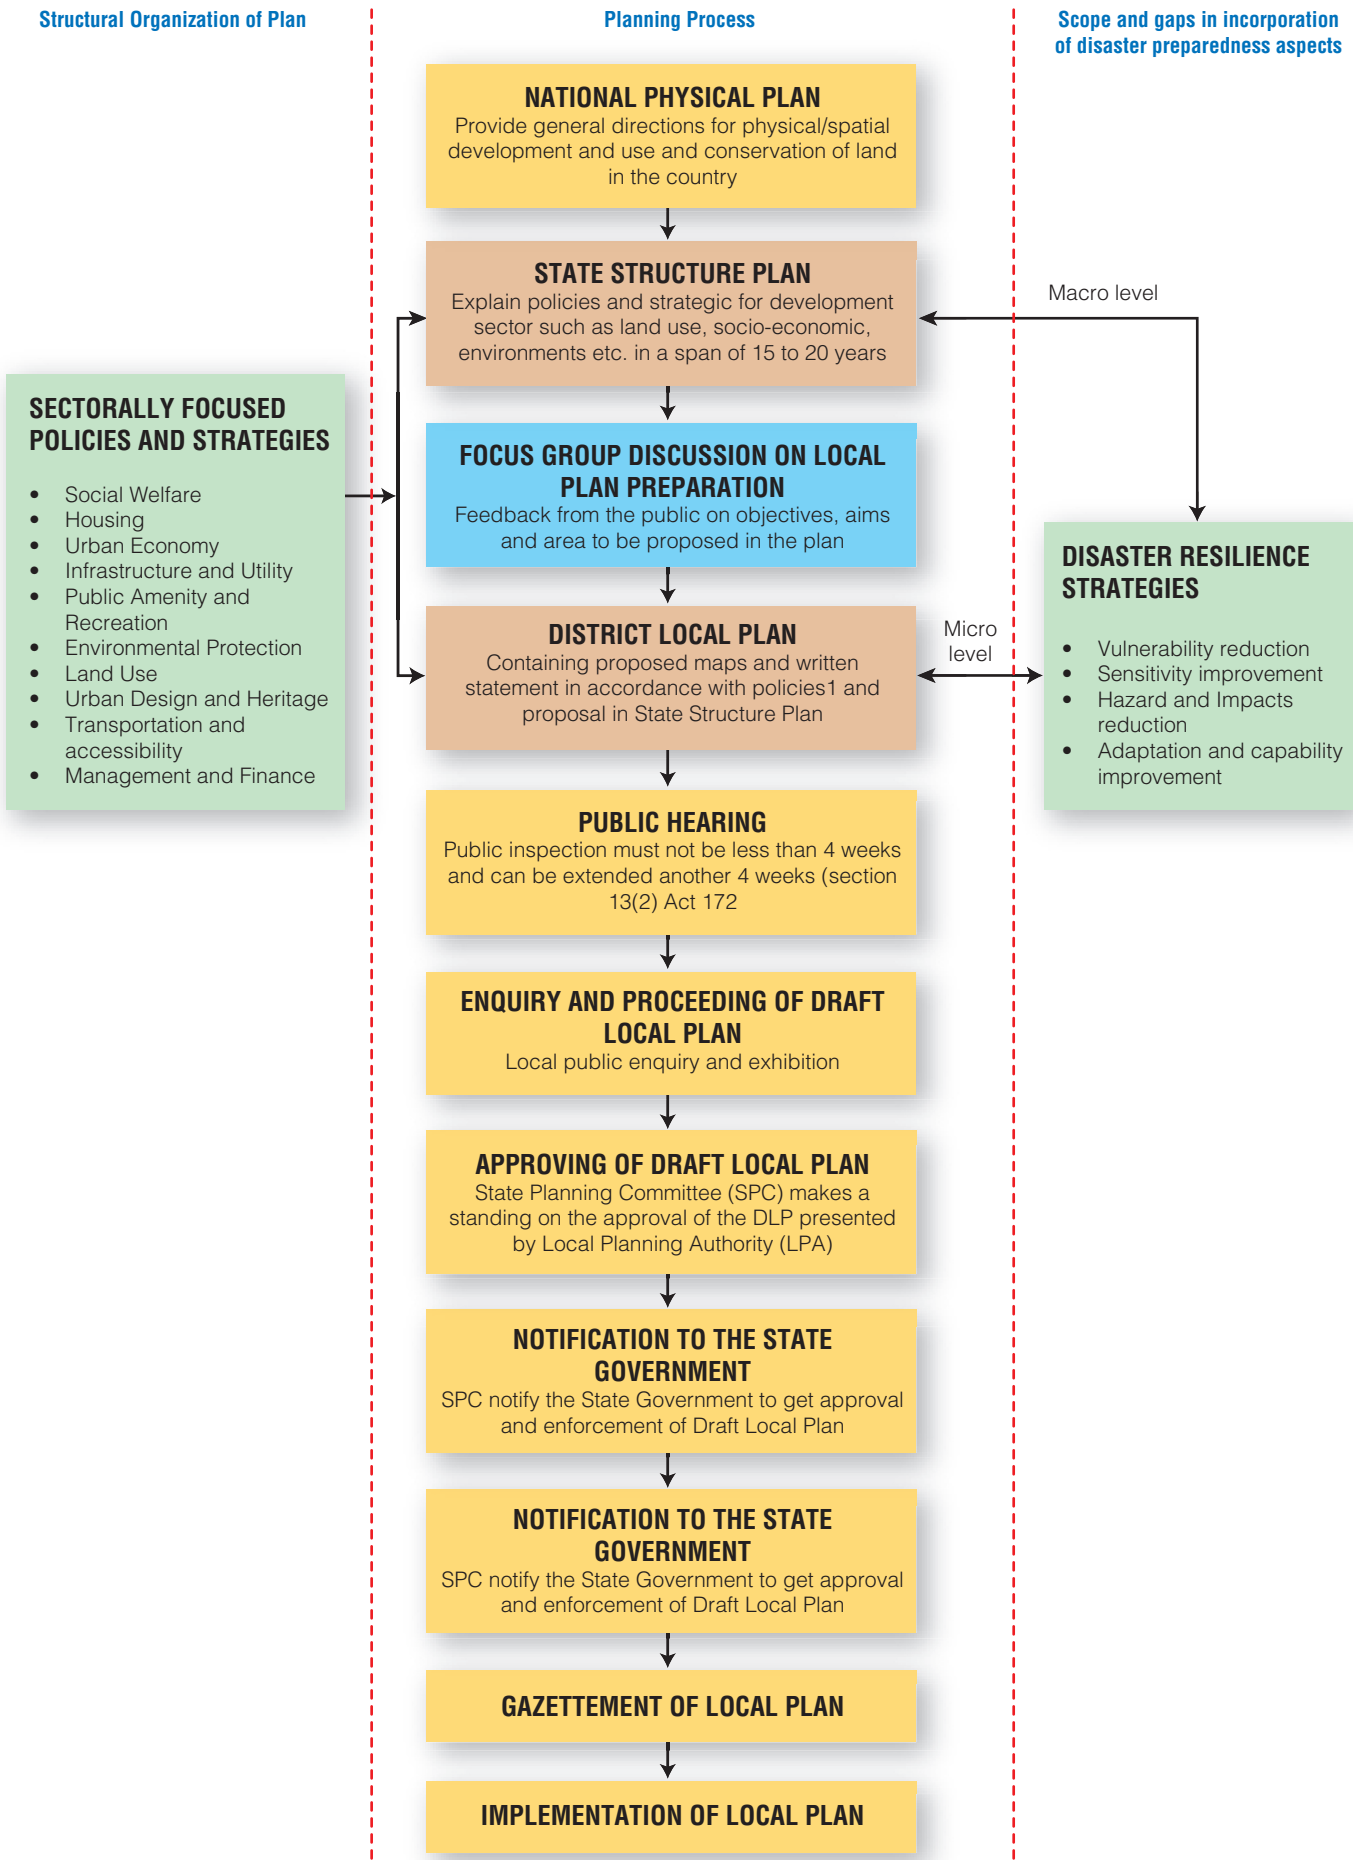 Structural Organization of Plan
Planning Process
Scope and gaps in incorporation
of disaster preparedness aspects
NATIONAL PHYSICAL PLAN
Provide general directions for physical/spatial
development and use and conservation of land
in the country
STATE STRUCTURE PLAN
Explain policies and strategic for development
sector such as land use, socio-economic,
environments etc. in a span of 15 to 20 years
Macro level
SECTORALLY FOCUSED
POLICIES AND STRATEGIES
• Social Welfare
• Housing
• Urban Economy
• Infrastructure and Utility
• Public Amenity and
Recreation
• Environmental Protection
• Land Use
• Urban Design and Heritage
• Transportation and
accessibility
• Management and Finance
FOCUS GROUP DISCUSSION ON LOCAL
PLAN PREPARATION
Feedback from the public on objectives, aims
and area to be proposed in the plan
DISTRICT LOCAL PLAN
Containing proposed maps and written
statement in accordance with policies1 and
proposal in State Structure Plan
Micro
level
DISASTER RESILIENCE
STRATEGIES
• Vulnerability reduction
• Sensitivity improvement
• Hazard and Impacts
reduction
• Adaptation and capability
improvement
PUBLIC HEARING
Public inspection must not be less than 4 weeks
and can be extended another 4 weeks (section
13(2) Act 172
ENQUIRY AND PROCEEDING OF DRAFT
LOCAL PLAN
Local public enquiry and exhibition
APPROVING OF DRAFT LOCAL PLAN
State Planning Committee (SPC) makes a
standing on the approval of the DLP presented
by Local Planning Authority (LPA)
NOTIFICATION TO THE STATE
GOVERNMENT
SPC notify the State Government to get approval
and enforcement of Draft Local Plan
NOTIFICATION TO THE STATE
GOVERNMENT
SPC notify the State Government to get approval
and enforcement of Draft Local Plan
GAZETTEMENT OF LOCAL PLAN
IMPLEMENTATION OF LOCAL PLAN